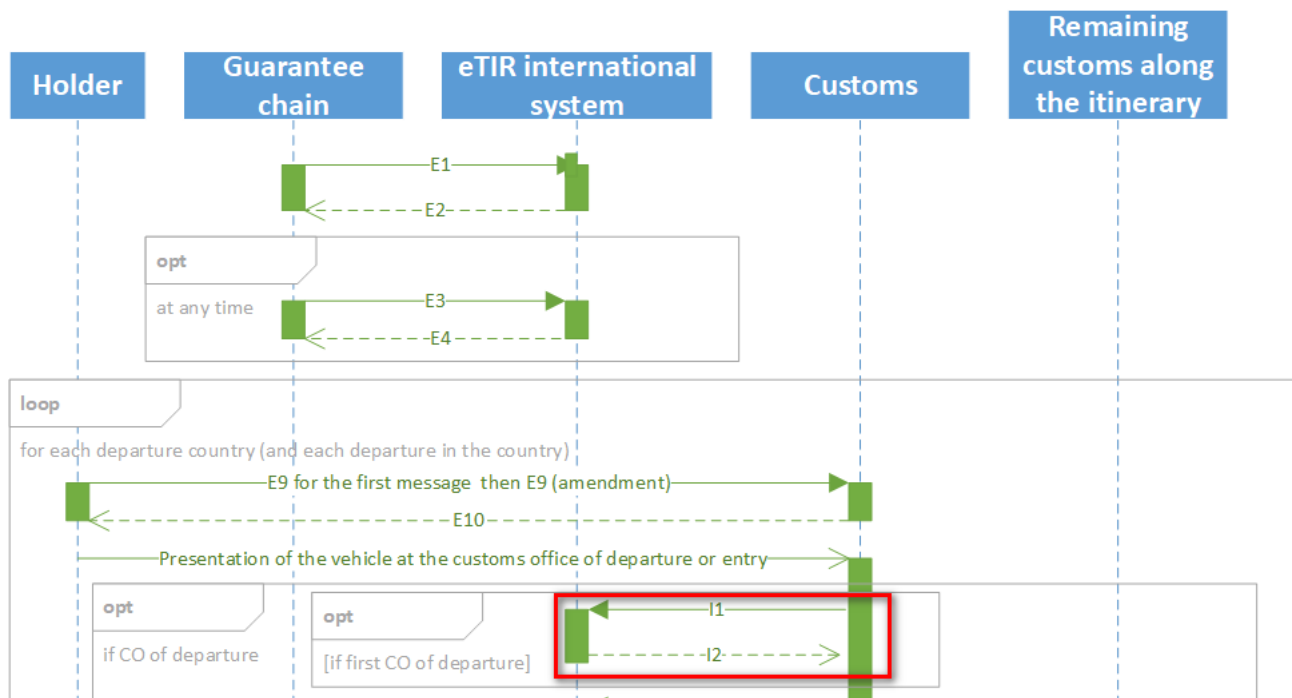 Holder
Guarantee
chain
eTIR international
system
Customs
Remaining
customs along
the itinerary
E1
E2
opt
at any time
E3
E4
loop
for each departure country (and each departure in the country)
E9 for the first message then E9 (amendment)
E10
Presentation of the vehicle at the customs office of departure or entry
opt
if CO of departure
opt
[if first CO of departure]
I1
I2